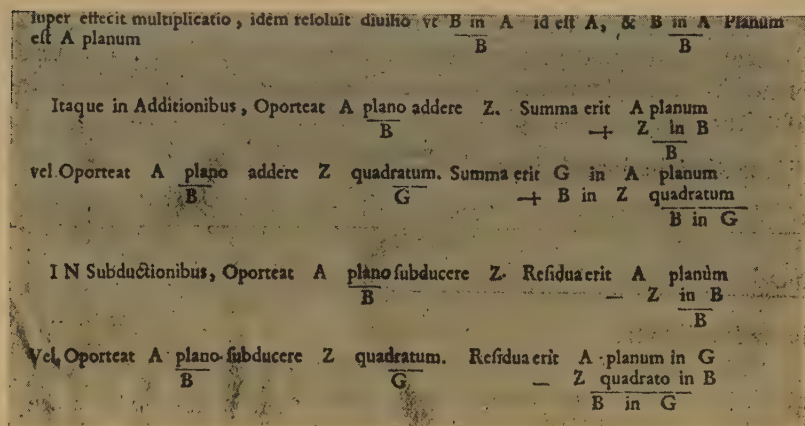 ſuper effecit multiplicatio, idem reſoluit diuiſio vt B in A id eſt A, & B in A Planum
B B
eſt A planum
Itaque in Additionibus, Oporteat A plano addere Z. Summa erit A planum
B + Z in B
B
vel Oporteat A plano addere Z quadratum. Summa erit G in A planum
B G + B in Z quadratum
B in G
IN Subductionibus, Oporteat A plano ſubducere Z. Reſidua erit A planum
B — Z in B
B
Vel, Oporteat A plano ſubducere Z quadratum. Reſidua erit A planum in G
B G — Z quadrato in B
B in G